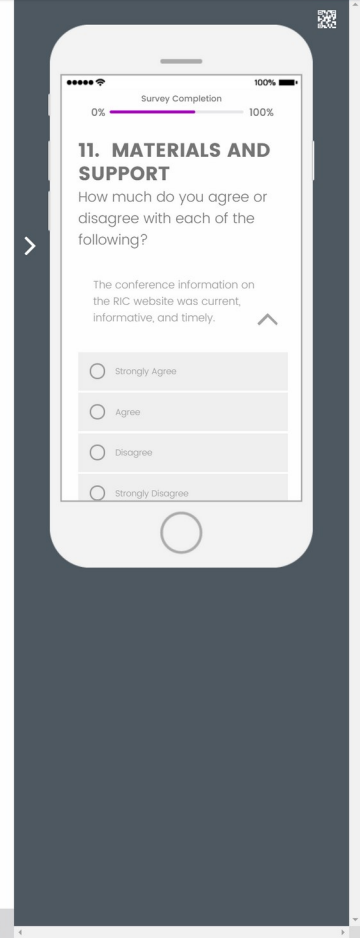 100%
Survey Completion
0% 100%
11. MATERIALS AND
SUPPORT
How much do you agree or
disagree with each of the
following?
The conference information on
the RIC website was current,
informative, and timely.
Strongly Agree
Agree
Disagree
Strongly Disagree